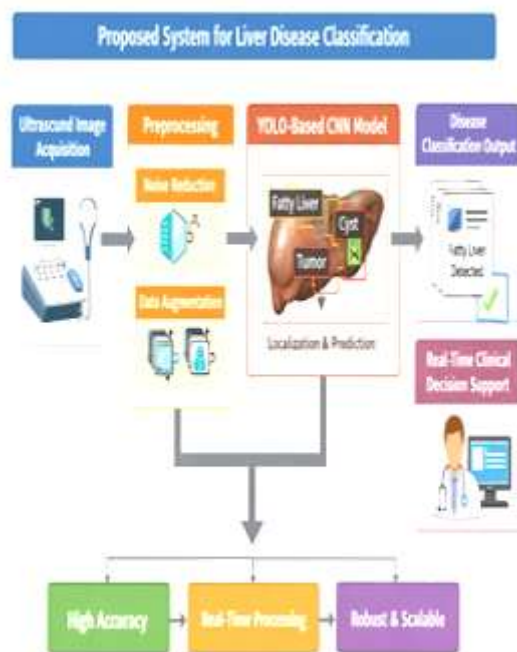 Proposed System for Liver Disease Classification
Ultrascund Image
Acquisition
Preprocessing
Noise Reduction
Data Augmentation
YOLO-Based CNN Model
Fatty Liver
Cyst
Tumor
Localization & Prediction
Disease
Classification Output
Fatty Liver
Detected
Real-Time Clinical
Decision Support
High Accuracy
Real-Time Processing
Robust & Scalable